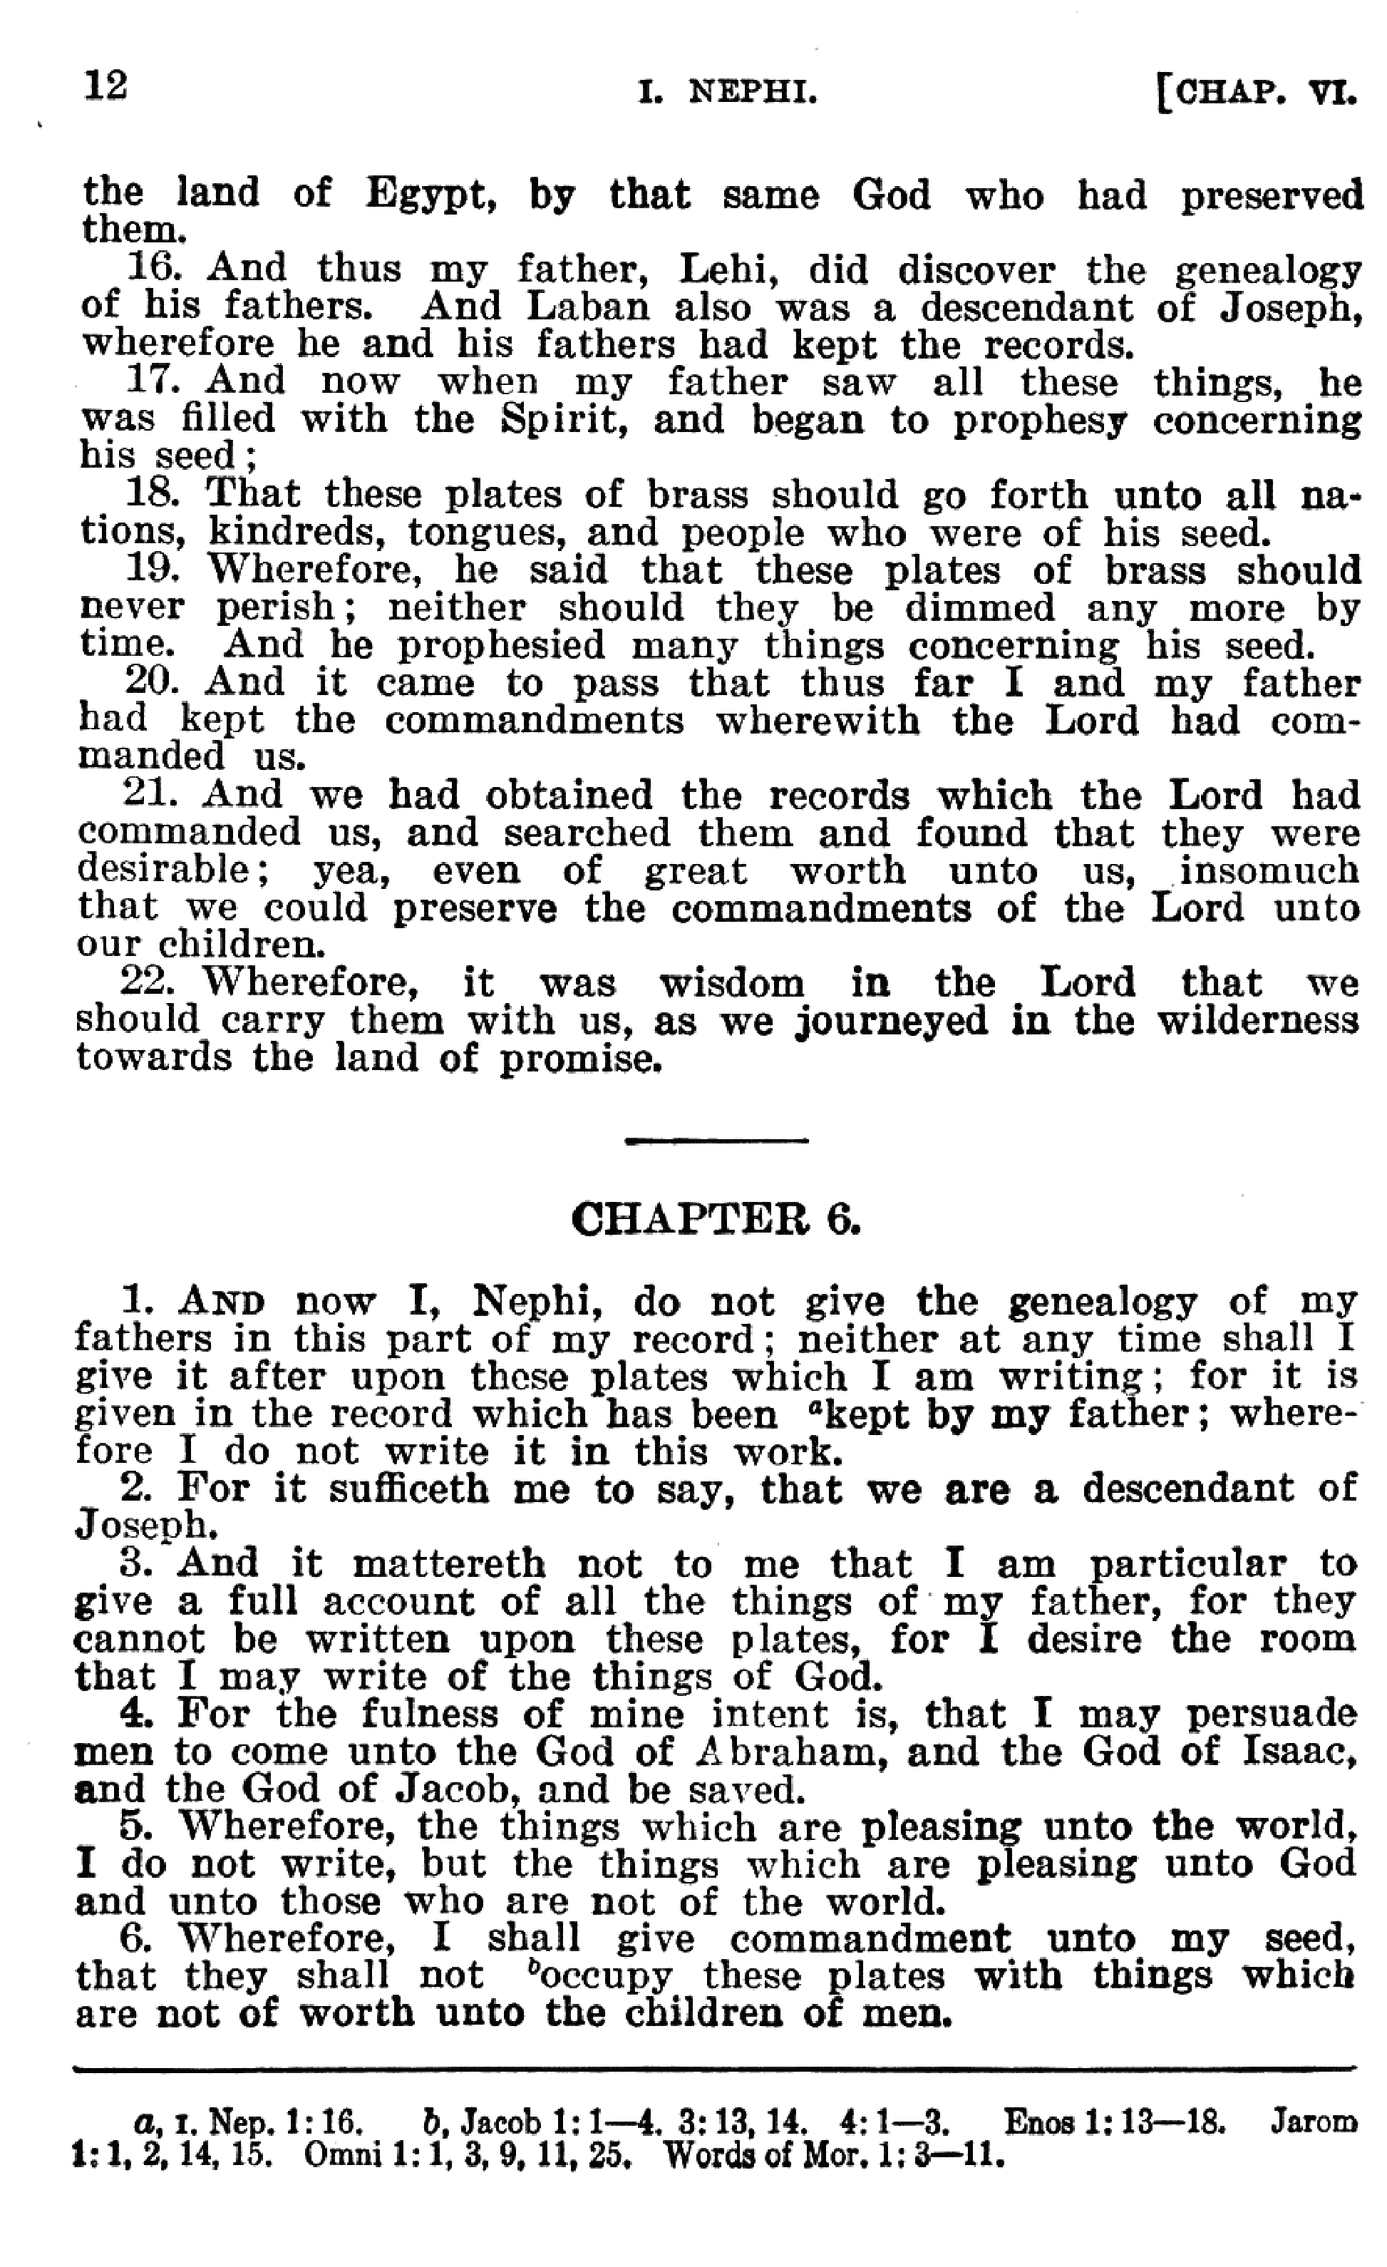 12 I. NEPHI. [CHAP. VI.
the land of Egypt, by that same God who had preserved
them.
16. And thus my father, Lehi, did discover the genealogy
of his fathers. And Laban also was a descendant of Joseph,
wherefore he and his fathers had kept the records.
17. And now when my father saw all these things, he
was filled with the Spirit, and began to prophesy concerning
his seed;
18. That these plates of brass should go forth unto all na-
tions, kindreds, tongues, and people who were of his seed.
19. Wherefore, he said that these plates of brass should
never perish; neither should they be dimmed any more by
time. And he prophesied many things concerning his seed.
20. And it came to pass that thus far I and my father
had kept the commandments wherewith the Lord had com-
manded us.
21. And we had obtained the records which the Lord had
commanded us, and searched them and found that they were
desirable; yea, even of great worth unto us, insomuch
that we could preserve the commandments of the Lord unto
our children.
22. Wherefore, it was wisdom in the Lord that we
should carry them with us, as we journeyed in the wilderness
towards the land of promise.
CHAPTER 6.
1. AND now I, Nephi, do not give the genealogy of my
fathers in this part of my record; neither at any time shall I
give it after upon these plates which I am writing; for it is
given in the record which has been ᵃkept by my father; where-
fore I do not write it in this work.
2. For it sufficeth me to say, that we are a descendant of
Joseph.
3. And it mattereth not to me that I am particular to
give a full account of all the things of my father, for they
cannot be written upon these plates, for I desire the room
that I may write of the things of God.
4. For the fulness of mine intent is, that I may persuade
men to come unto the God of Abraham, and the God of Isaac,
and the God of Jacob, and be saved.
5. Wherefore, the things which are pleasing unto the world,
I do not write, but the things which are pleasing unto God
and unto those who are not of the world.
6. Wherefore, I shall give commandment unto my seed,
that they shall not ᵇoccupy these plates with things which
are not of worth unto the children of men.
a, I. Nep. 1:16. b, Jacob 1:1—4. 3:13, 14. 4:1—3. Enos 1:13—18. Jarom
1:1, 2, 14, 15. Omni 1:1, 3, 9, 11, 25. Words of Mor. 1:3—11.